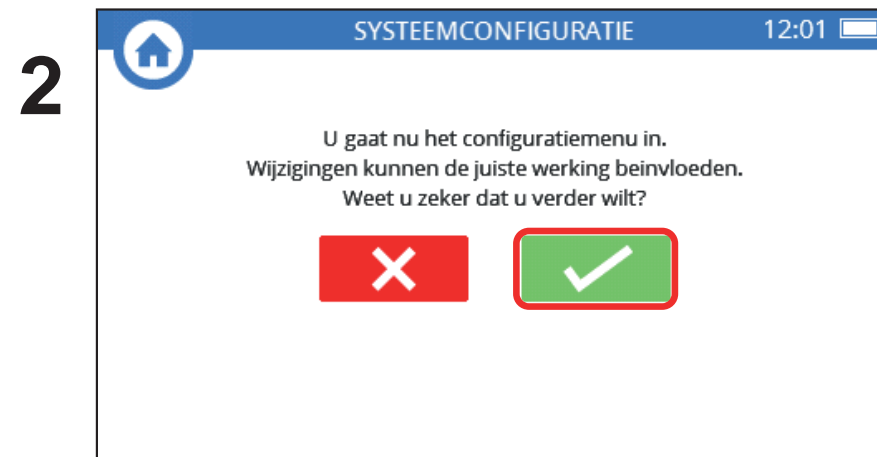 2
SYSTEEMCONFIGURATIE 12:01
U gaat nu het configuratiemenu in.
Wijzigingen kunnen de juiste werking beinvloeden.
Weet u zeker dat u verder wilt?